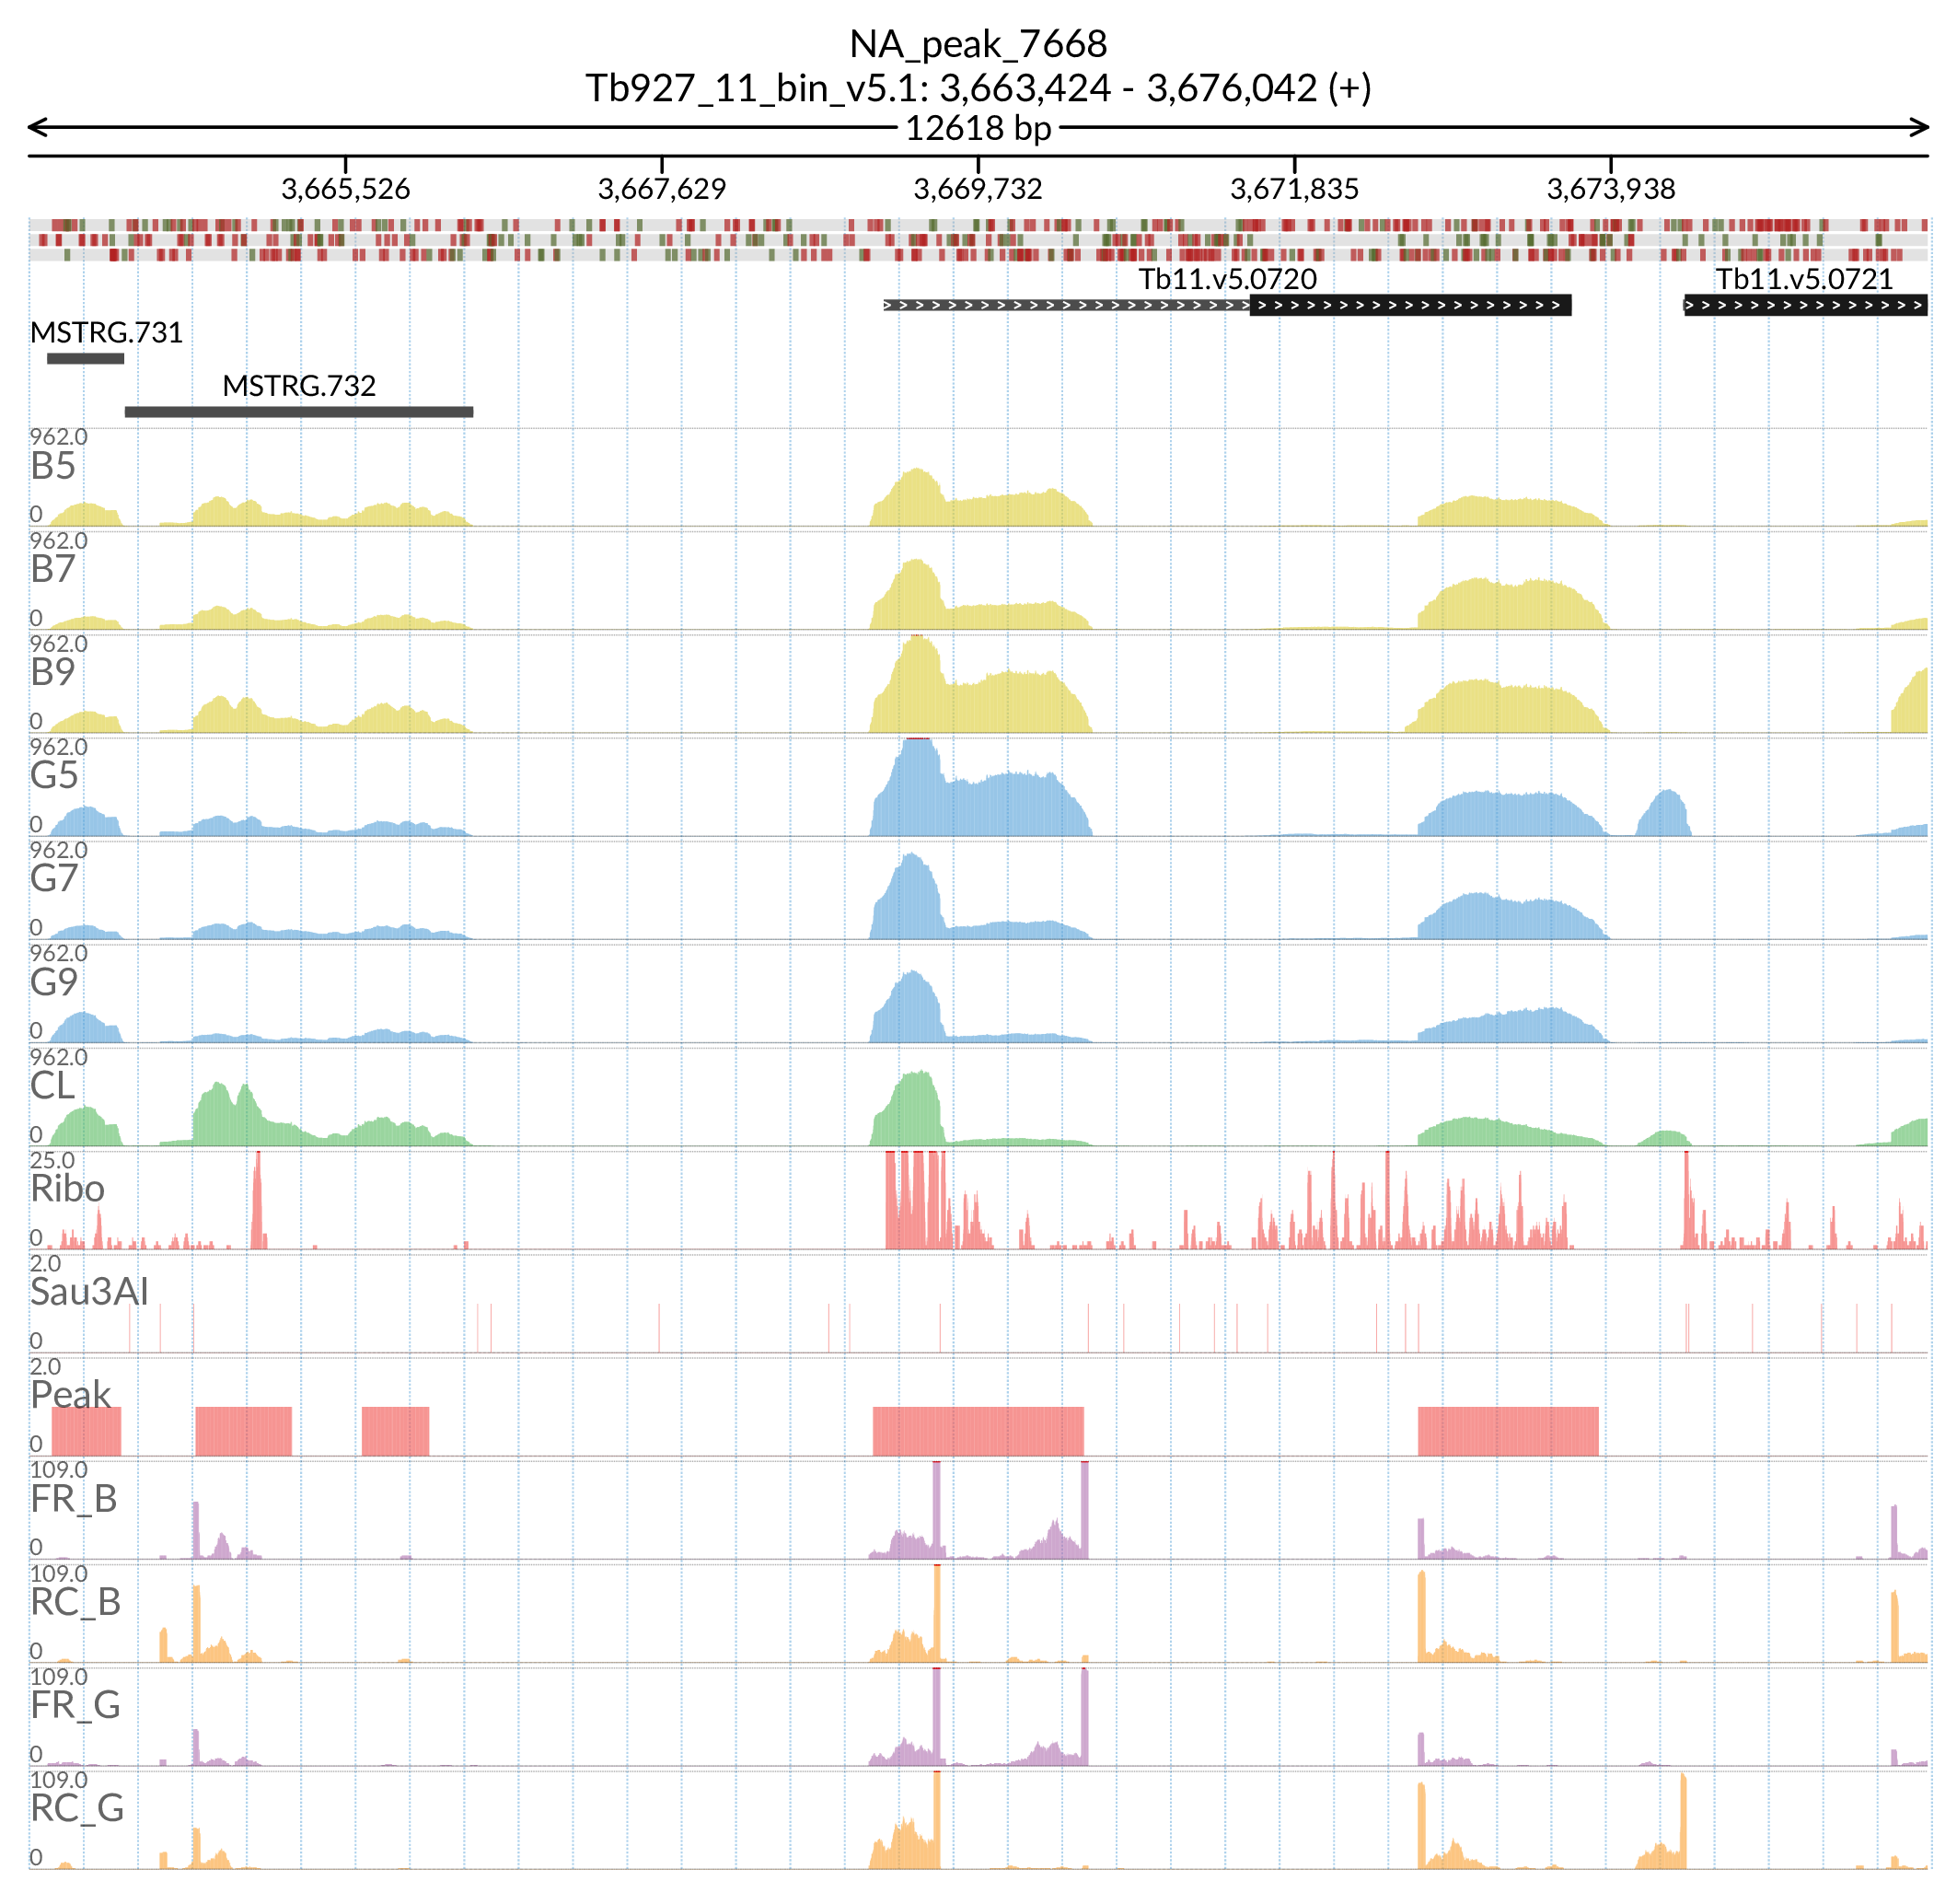 NA_peak_7668
Tb927_11_bin_v5.1: 3,663,424 - 3,676,042 (+)
12618 bp
3,665,526 3,667,629 3,669,732 3,671,835 3,673,938
Tb11.v5.0720 Tb11.v5.0721
MSTRG.731
MSTRG.732
962.0
B5
0
962.0
B7
0
962.0
B9
0
962.0
G5
0
962.0
G7
0
962.0
G9
0
962.0
CL
0
25.0
Ribo
0
2.0
Sau3AI
0
2.0
Peak
0
109.0
FR_B
0
109.0
RC_B
0
109.0
FR_G
0
109.0
RC_G
0